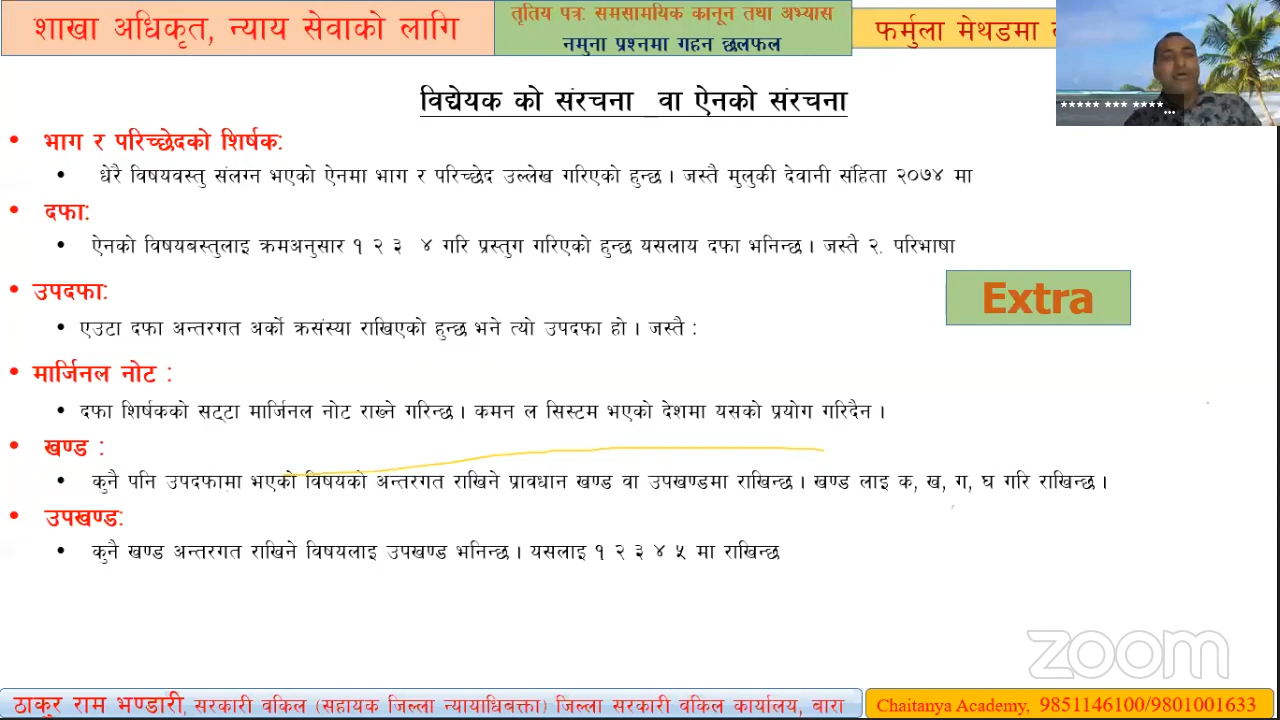 शाखा अधिकृत, न्याय सेवाको लागि
तृतिय पत्र: समसामयिक कानून तथा अभ्यास
नमुना प्रश्नमा गहन छलफल
फर्मुला मेथडमा
***** *** ****...
विद्येयक को संरचना _ वा ऐनको संरचना
• भाग र परिच्छेदको शिर्षक:
• धेरै विषयवस्तु संलग्न भएको ऐनमा भाग र परिच्छेद उल्लेख गरिएको हुन्छ । जस्तै मुलुकी देवानी संहिता २०७४ मा
• दफा:
• ऐनको विषयबस्तुलाइ क्रमअनुसार १ २ ३ ४ गरि प्रस्तुग गरिएको हुन्छ यसलाय दफा भनिन्छ । जस्तै २. परिभाषा
Extra
• उपदफा:
• एउटा दफा अन्तरगत अर्को क्रसंस्या राखिएको हुन्छ भने त्यो उपदफा हो । जस्तै :
• मार्जिनल नोट :
• दफा शिर्षकको सट्टा मार्जिनल नोट राख्ने गरिन्छ । कमन ल सिस्टम भएको देशमा यसको प्रयोग गरिदैन ।
• खण्ड :
• कुनै पनि उपदफामा भएको विषयको अन्तरगत राखिने प्रावधान खण्ड वा उपखण्डमा राखिन्छ । खण्ड लाइ क, ख, ग, घ गरि राखिन्छ ।
• उपखण्ड:
• कुनै खण्ड अन्तरगत राखिने विषयलाइ उपखण्ड भनिन्छ । यसलाइ १ २ ३ ४ ५ मा राखिन्छ
zoom
ठाकुर राम भण्डारी, सरकारी वकिल (सहायक जिल्ला न्यायाधिबक्ता) जिल्ला सरकारी वकिल कार्यालय, बारा
Chaitanya Academy, 9851146100/9801001633